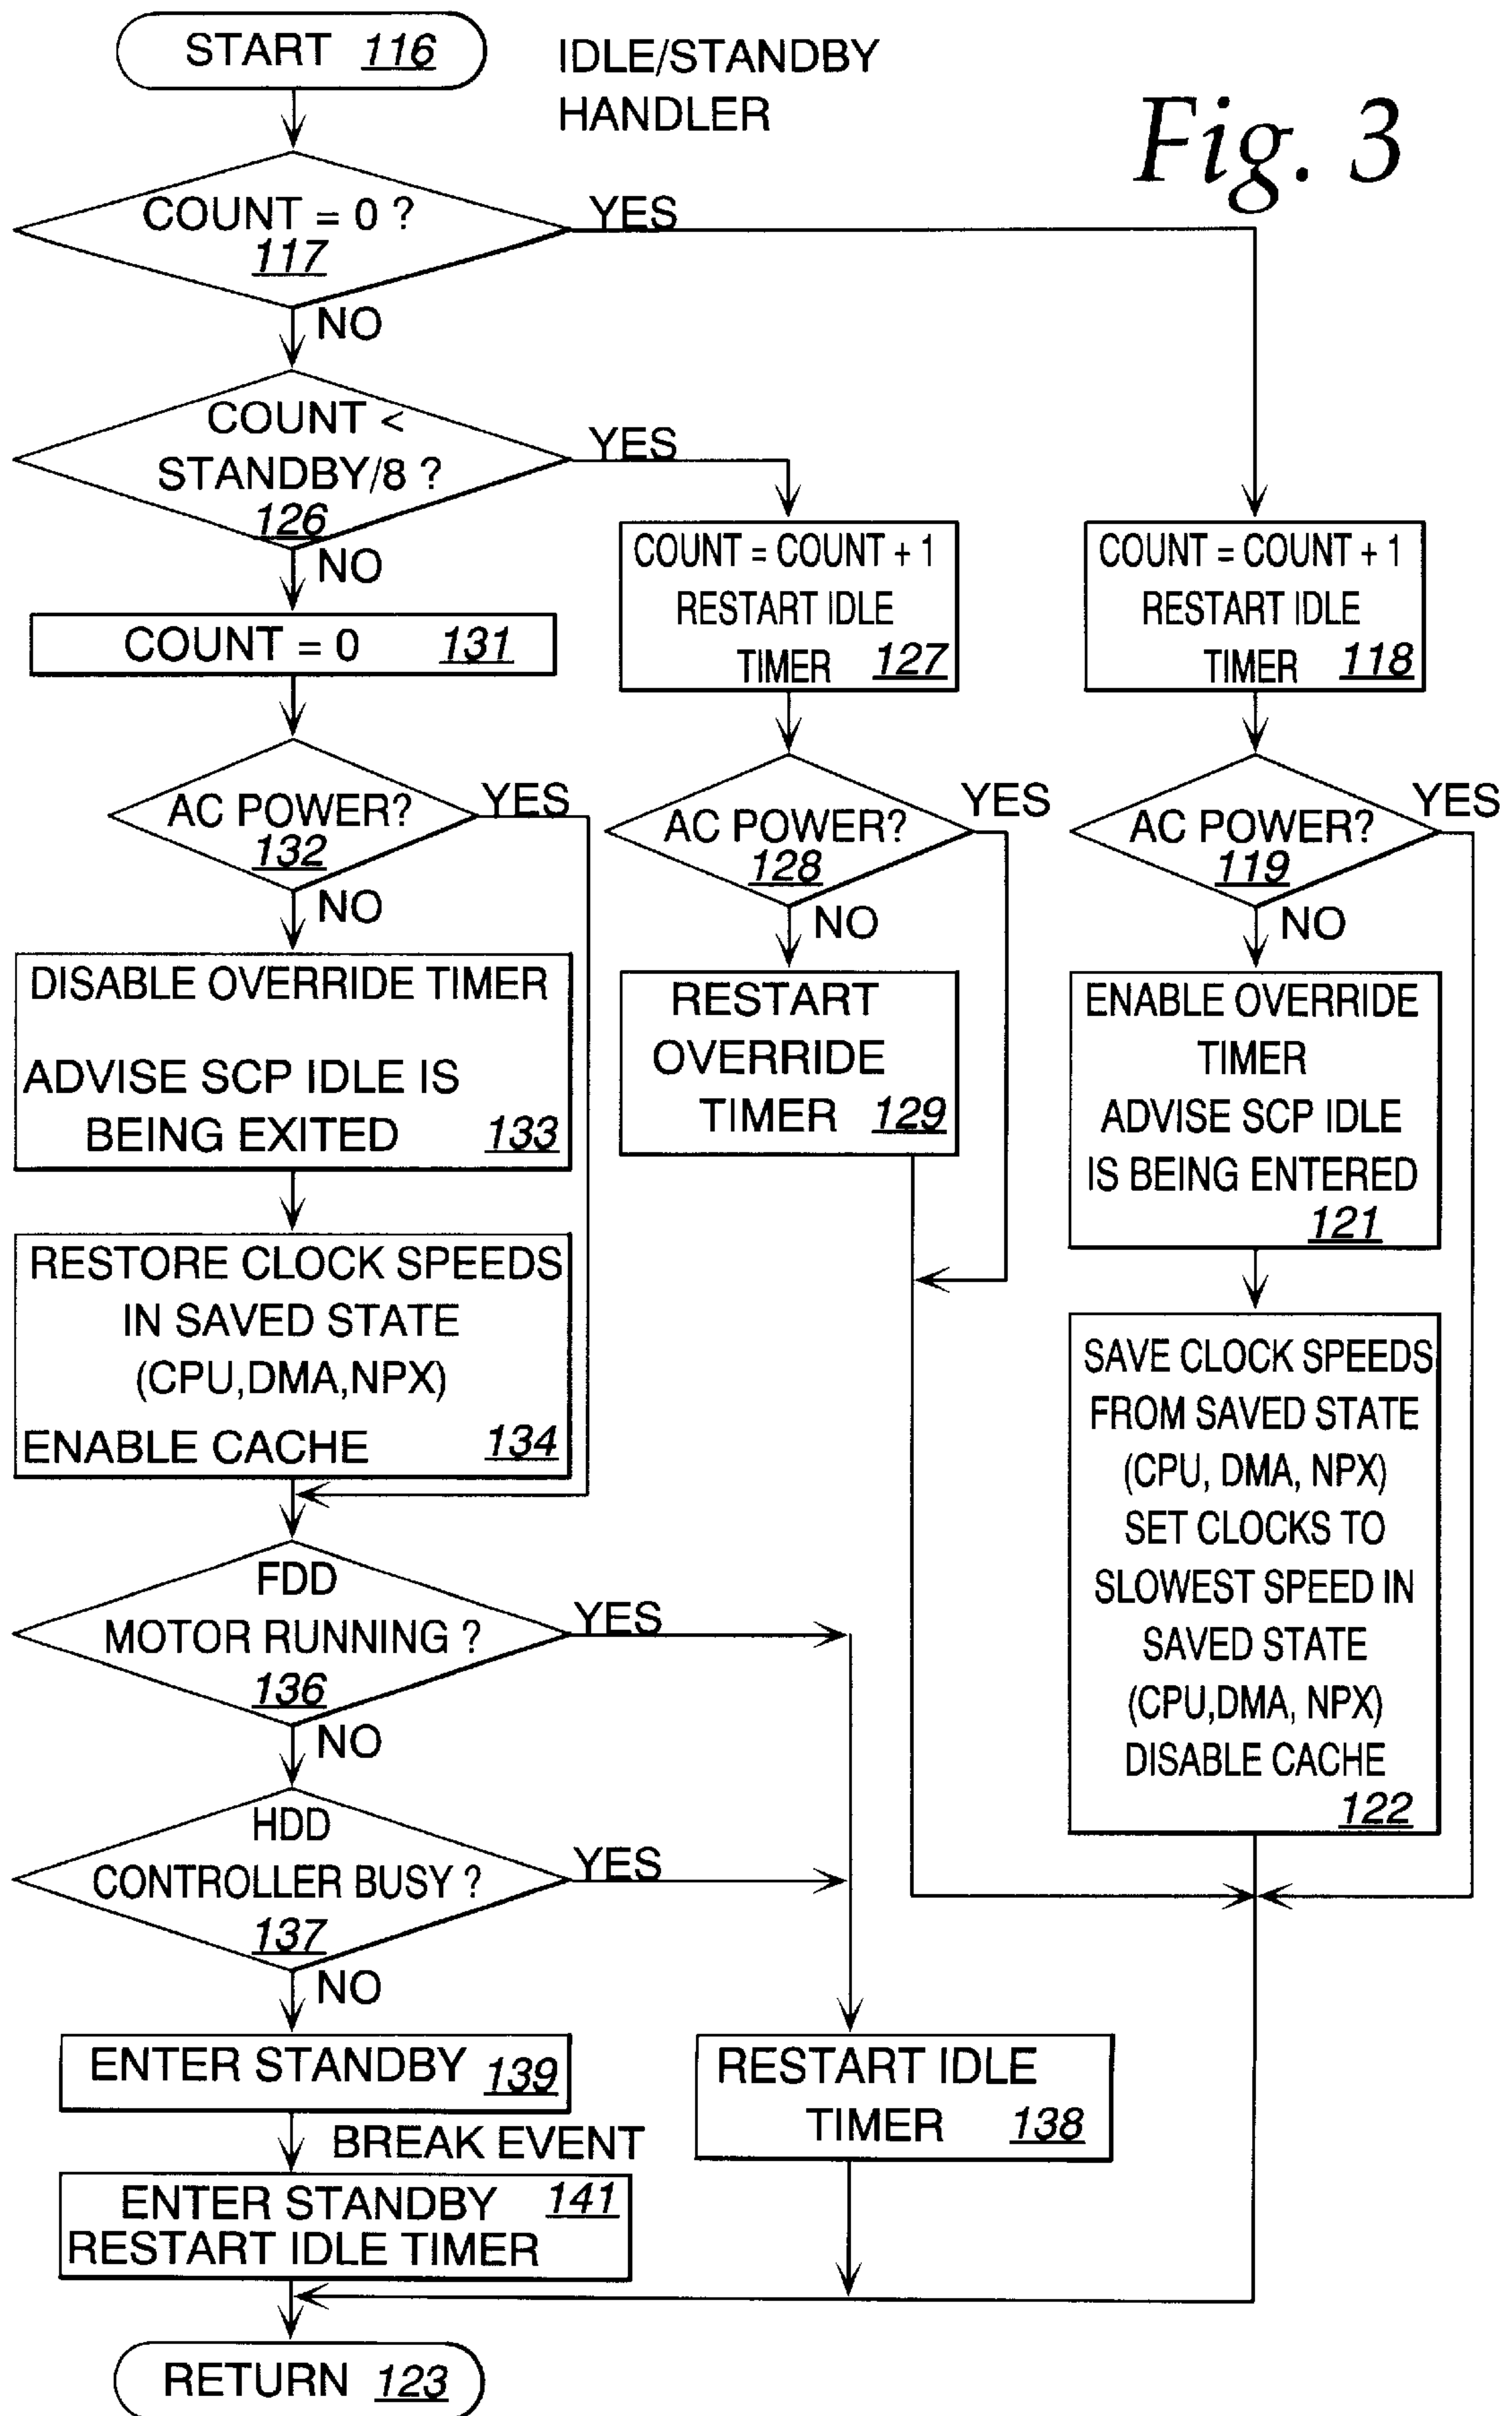 START 116
IDLE/STANDBY
HANDLER
Fig. 3
COUNT = 0 ?
117
YES
NO
COUNT <
STANDBY/8 ?
126
YES
NO
COUNT = COUNT + 1
RESTART IDLE
TIMER 127
COUNT = COUNT + 1
RESTART IDLE
TIMER 118
COUNT = 0 131
AC POWER?
132
YES
NO
AC POWER?
128
YES
NO
AC POWER?
119
YES
NO
DISABLE OVERRIDE TIMER
ADVISE SCP IDLE IS
BEING EXITED 133
RESTART
OVERRIDE
TIMER 129
ENABLE OVERRIDE
TIMER
ADVISE SCP IDLE
IS BEING ENTERED
121
RESTORE CLOCK SPEEDS
IN SAVED STATE
(CPU,DMA,NPX)
ENABLE CACHE 134
SAVE CLOCK SPEEDS
FROM SAVED STATE
(CPU, DMA, NPX)
SET CLOCKS TO
SLOWEST SPEED IN
SAVED STATE
(CPU,DMA, NPX)
DISABLE CACHE
122
FDD
MOTOR RUNNING ?
136
YES
NO
HDD
CONTROLLER BUSY ?
137
YES
NO
ENTER STANDBY 139
RESTART IDLE
TIMER 138
BREAK EVENT
ENTER STANDBY 141
RESTART IDLE TIMER
RETURN 123